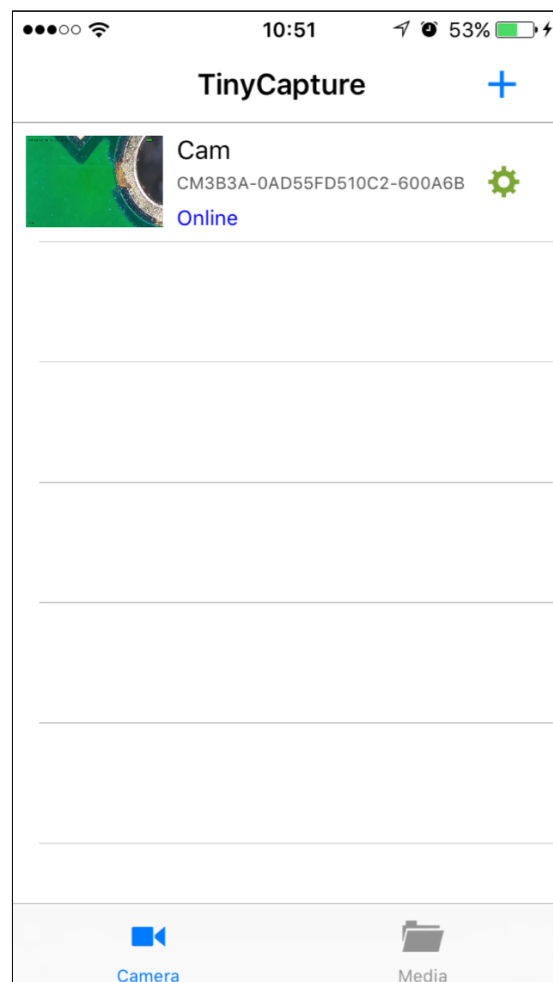 10:51
53%
TinyCapture
Cam
CM3B3A-0AD55FD510C2-600A6B
Online
Camera
Media